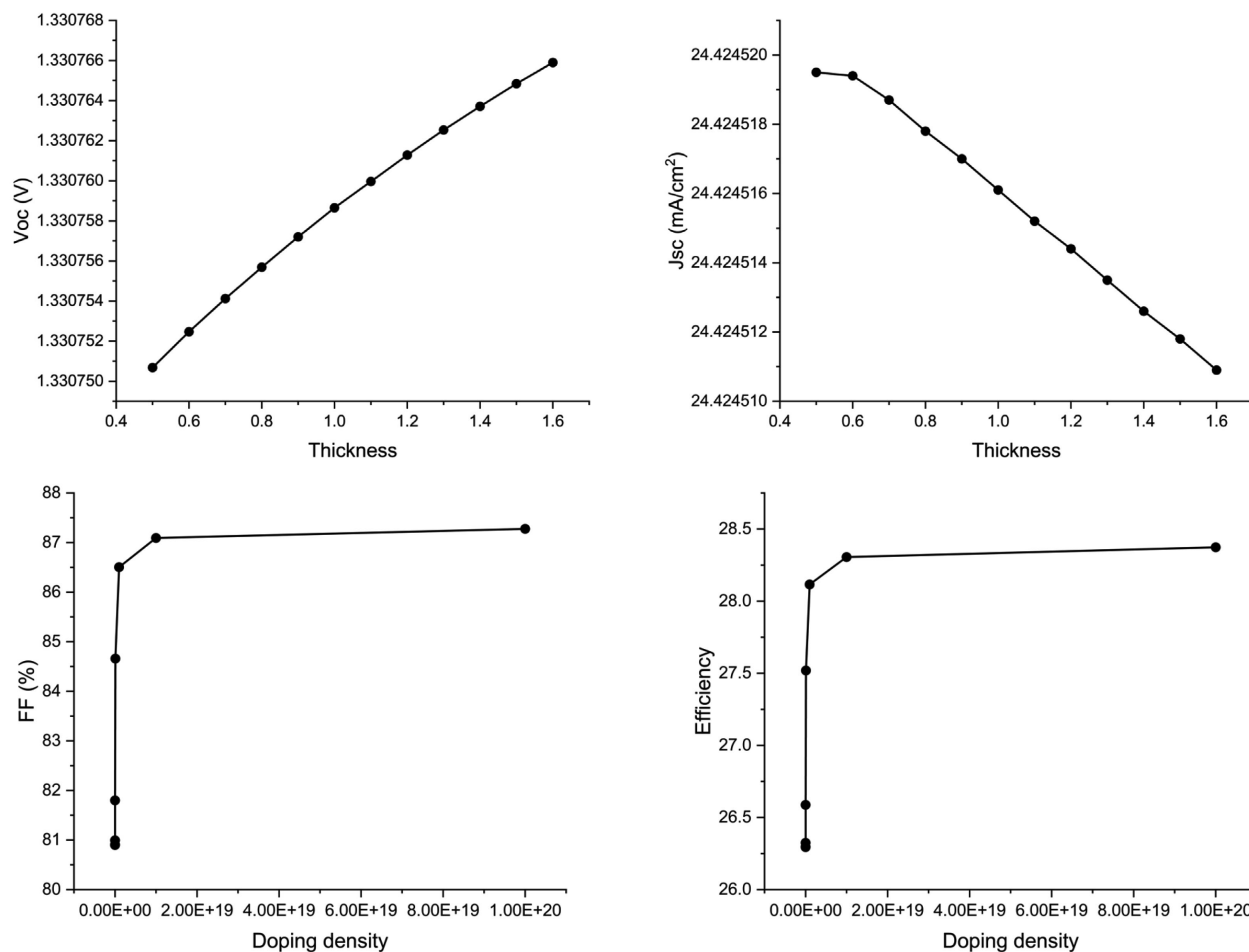 1.330768
1.330766
1.330764
1.330762
1.330760
1.330758
1.330756
1.330754
1.330752
1.330750
Voc (V)
0.4 0.6 0.8 1.0 1.2 1.4 1.6
Thickness
24.424520
24.424518
24.424516
24.424514
24.424512
24.424510
Jsc (mA/cm²)
0.4 0.6 0.8 1.0 1.2 1.4 1.6
Thickness
88
87
86
85
84
83
82
81
80
FF (%)
0.00E+00 2.00E+19 4.00E+19 6.00E+19 8.00E+19 1.00E+20
Doping density
28.5
28.0
27.5
27.0
26.5
26.0
Efficiency
0.00E+00 2.00E+19 4.00E+19 6.00E+19 8.00E+19 1.00E+20
Doping density